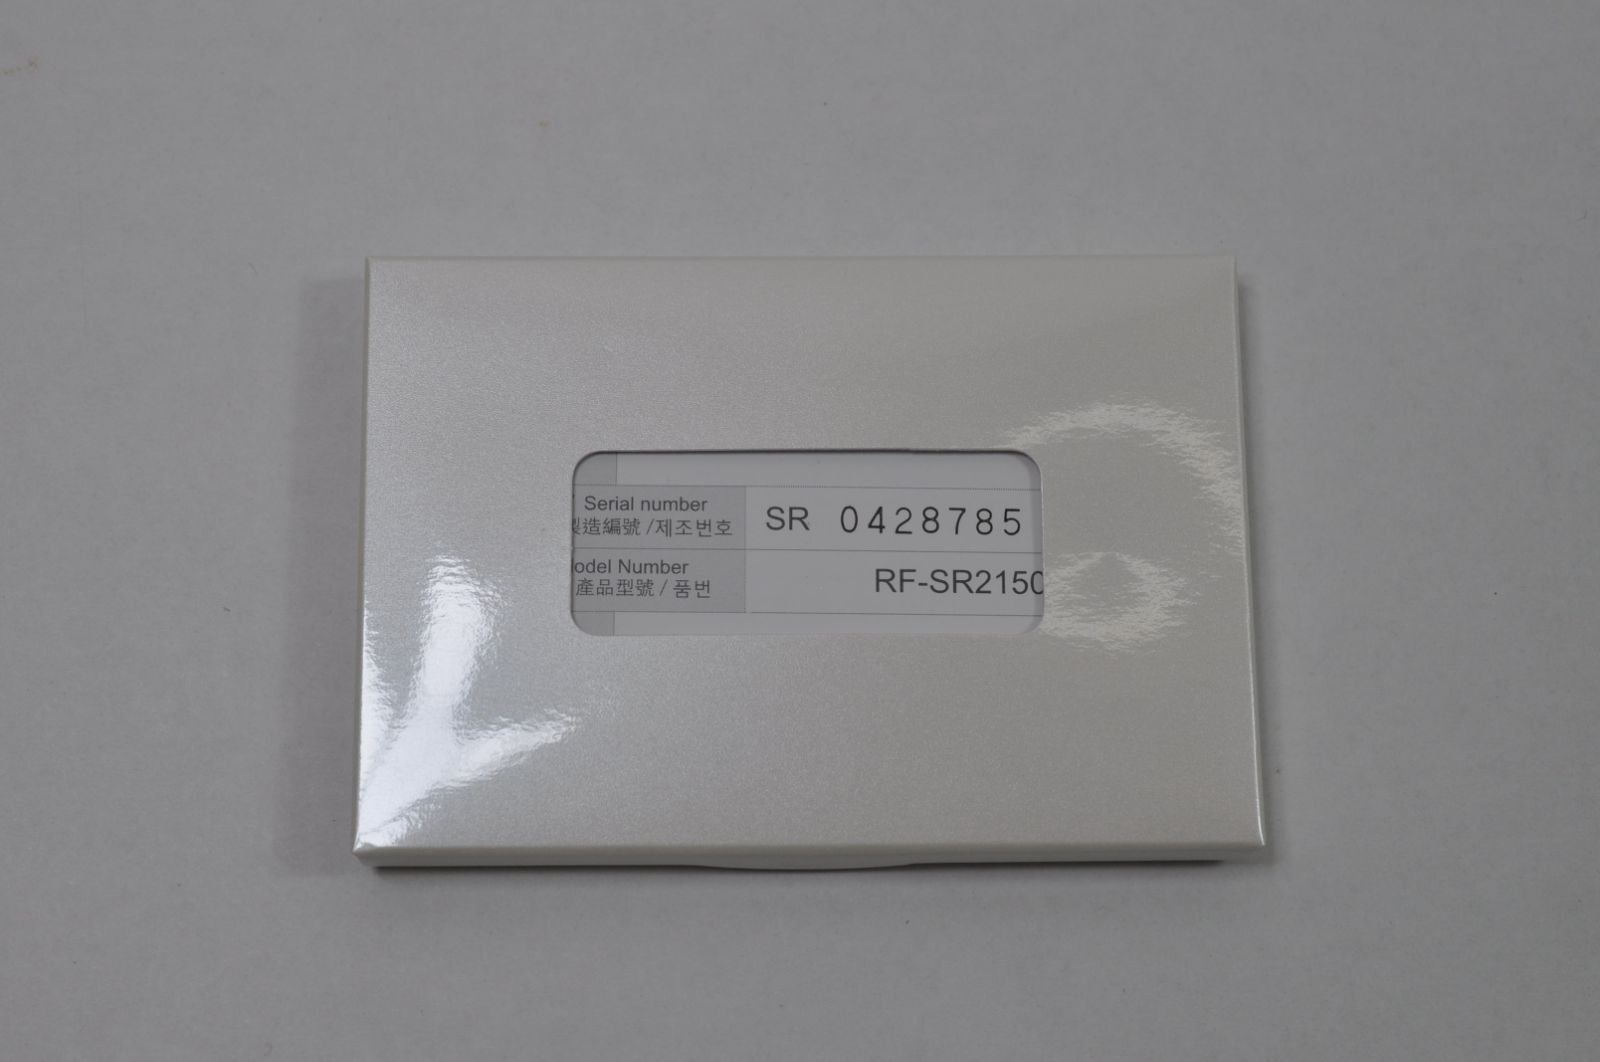 Serial number
造編號 /제조번호
SR 0428785
odel Number
產品型號 / 품번
RF-SR2150